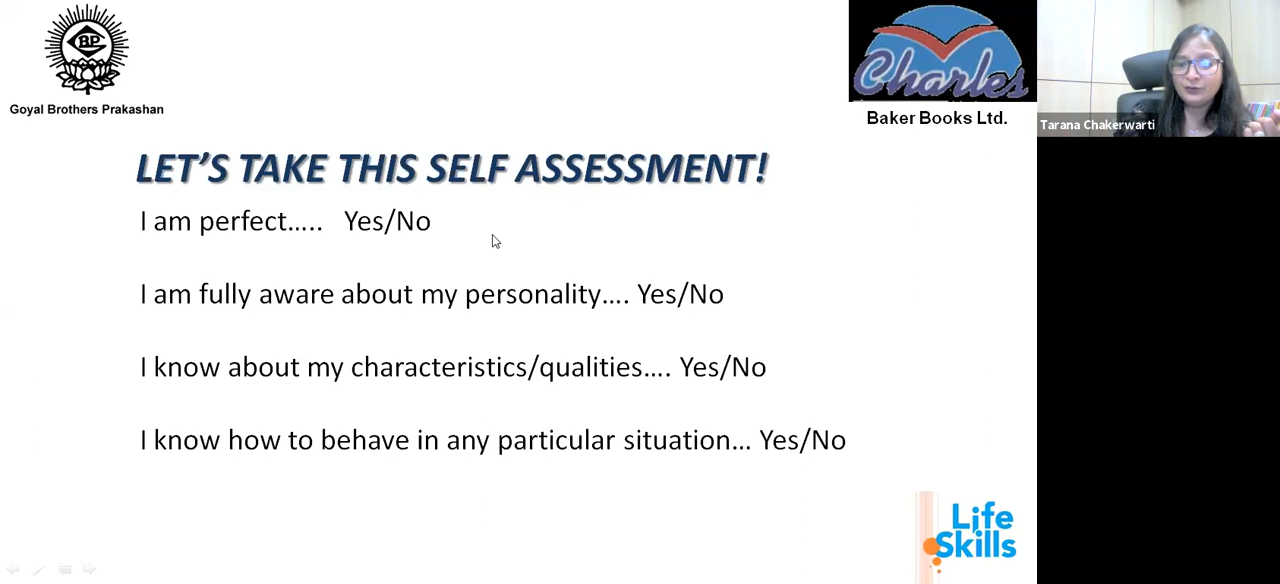 GBP
Goyal Brothers Prakashan
Charles
Baker Books Ltd.
Tarana Chakerwarti
LET'S TAKE THIS SELF ASSESSMENT!
I am perfect..... Yes/No
I am fully aware about my personality.... Yes/No
I know about my characteristics/qualities.... Yes/No
I know how to behave in any particular situation... Yes/No
Life
Skills